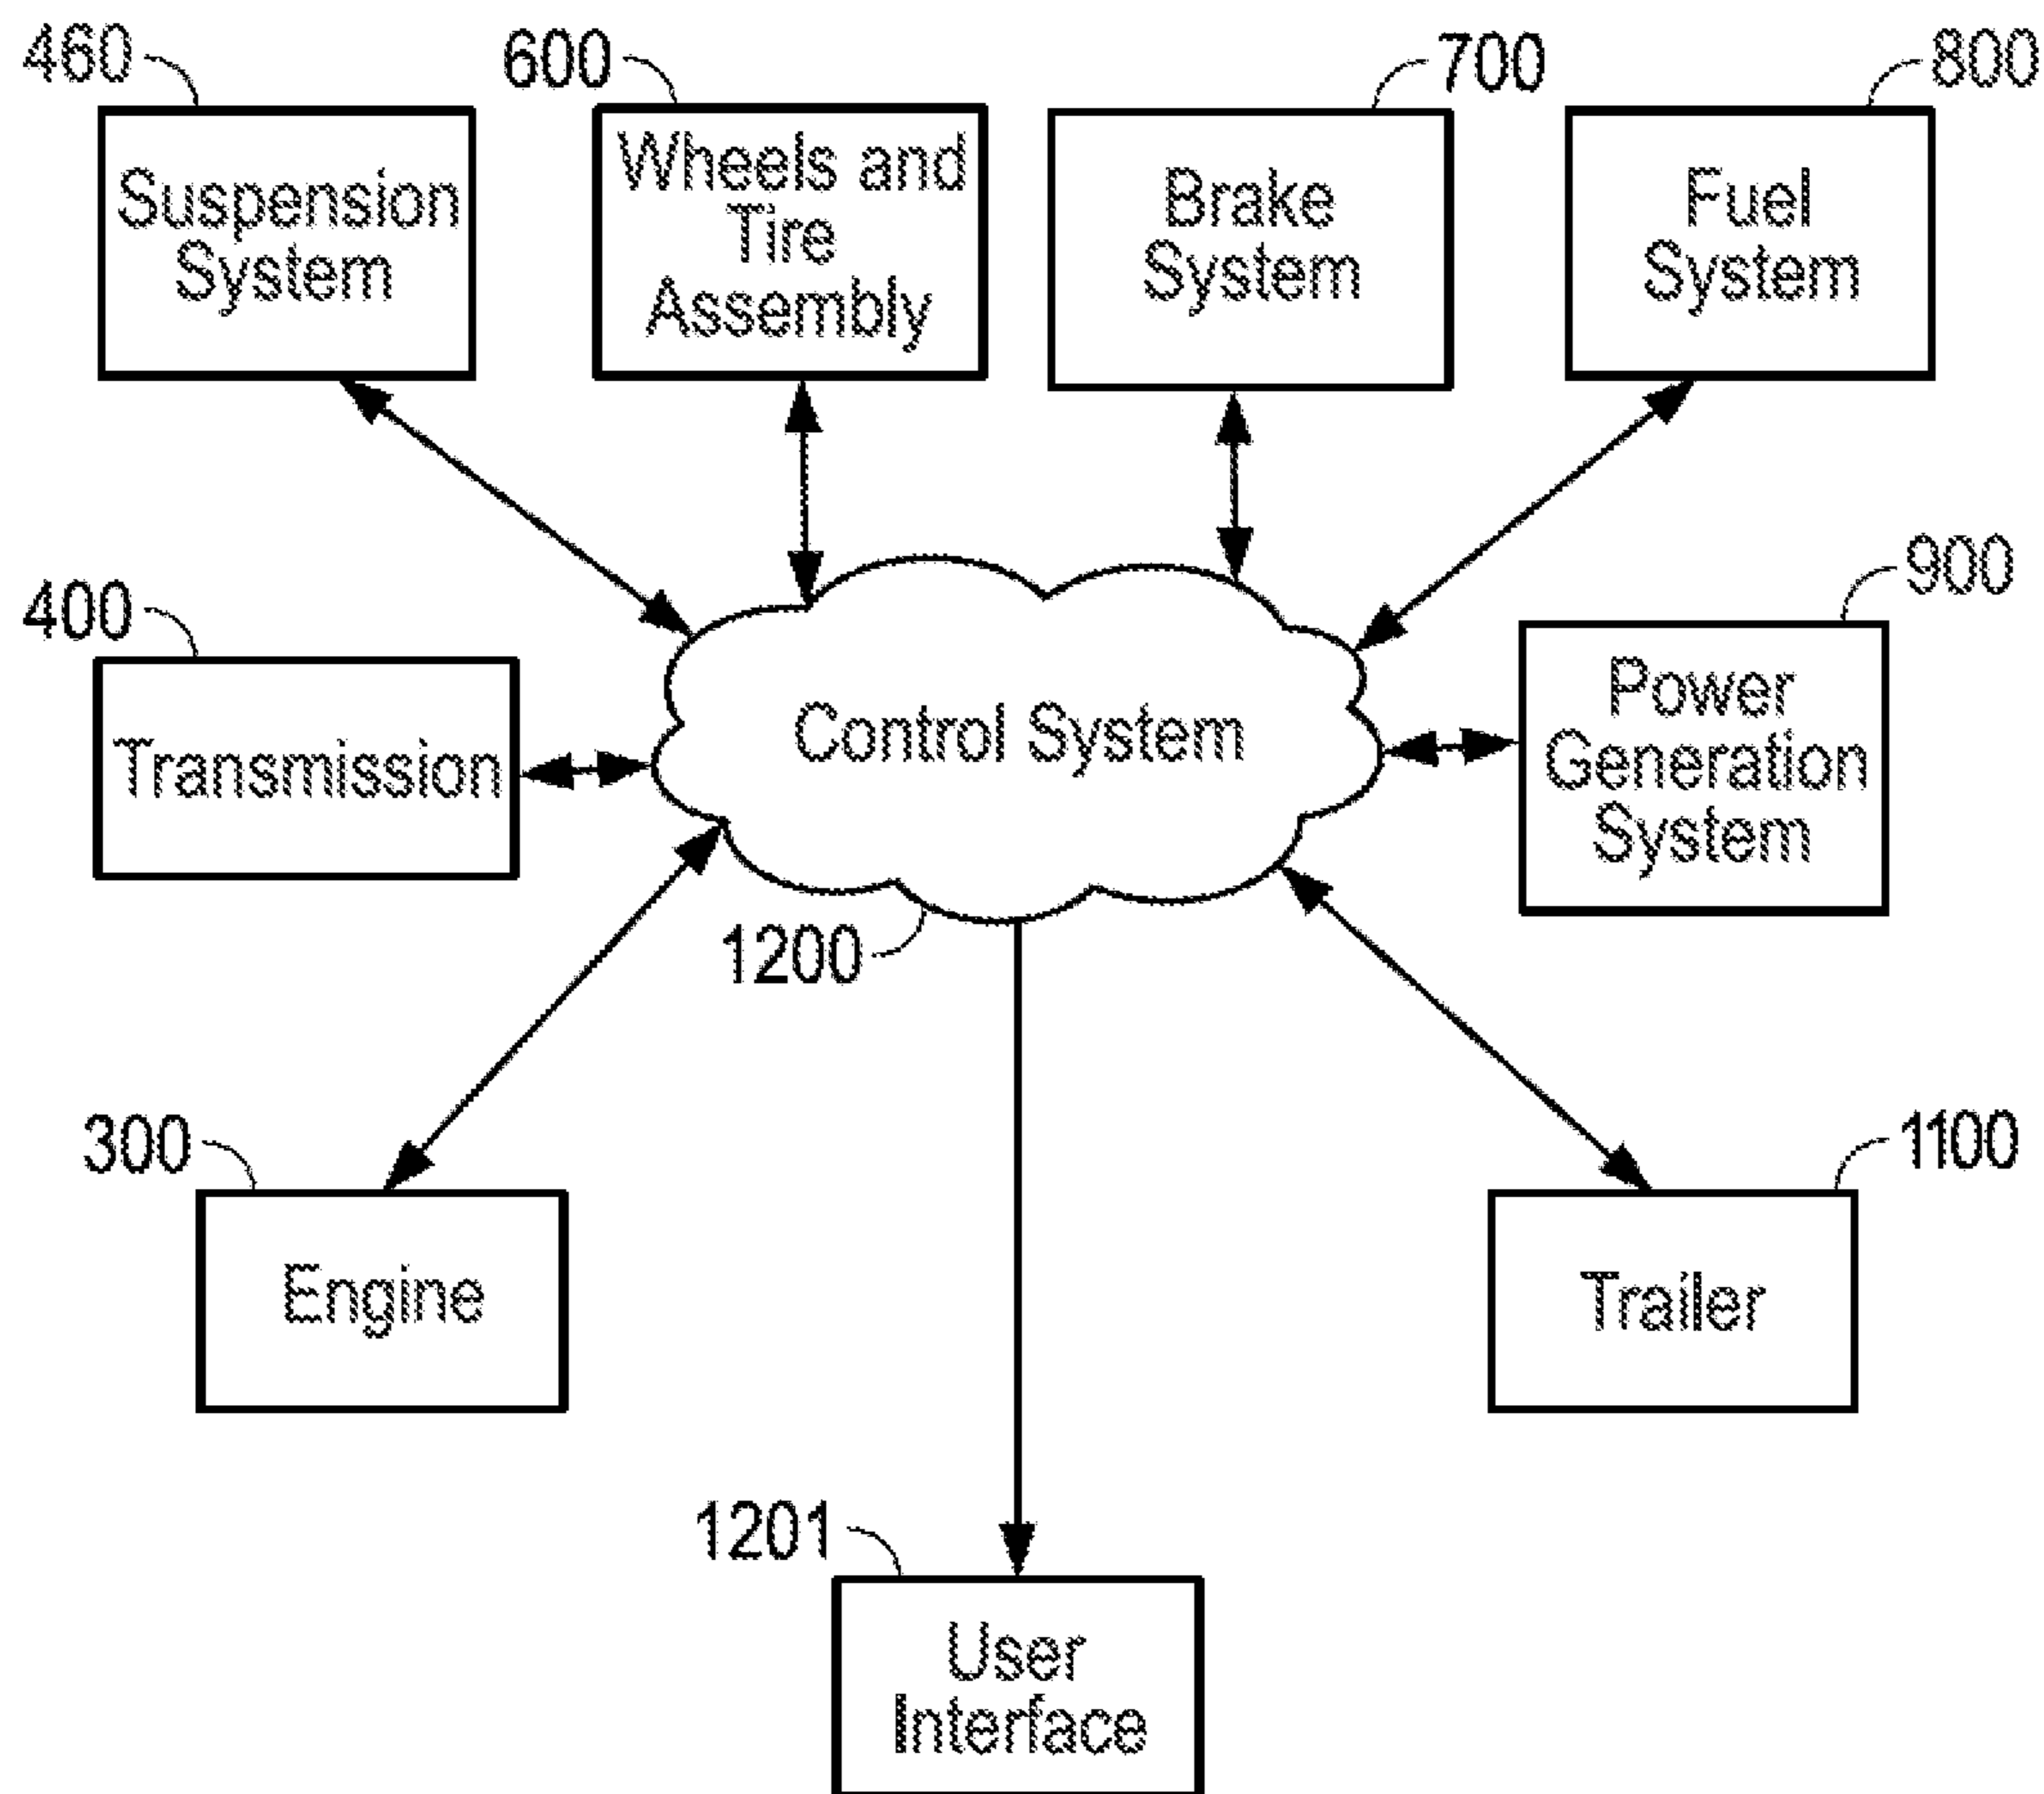 460
600
700
800
Suspension
System
Wheels and
Tire
Assembly
Brake
System
Fuel
System
400
900
Transmission
Control System
Power
Generation
System
1200
300
1100
Engine
Trailer
1201
User
Interface